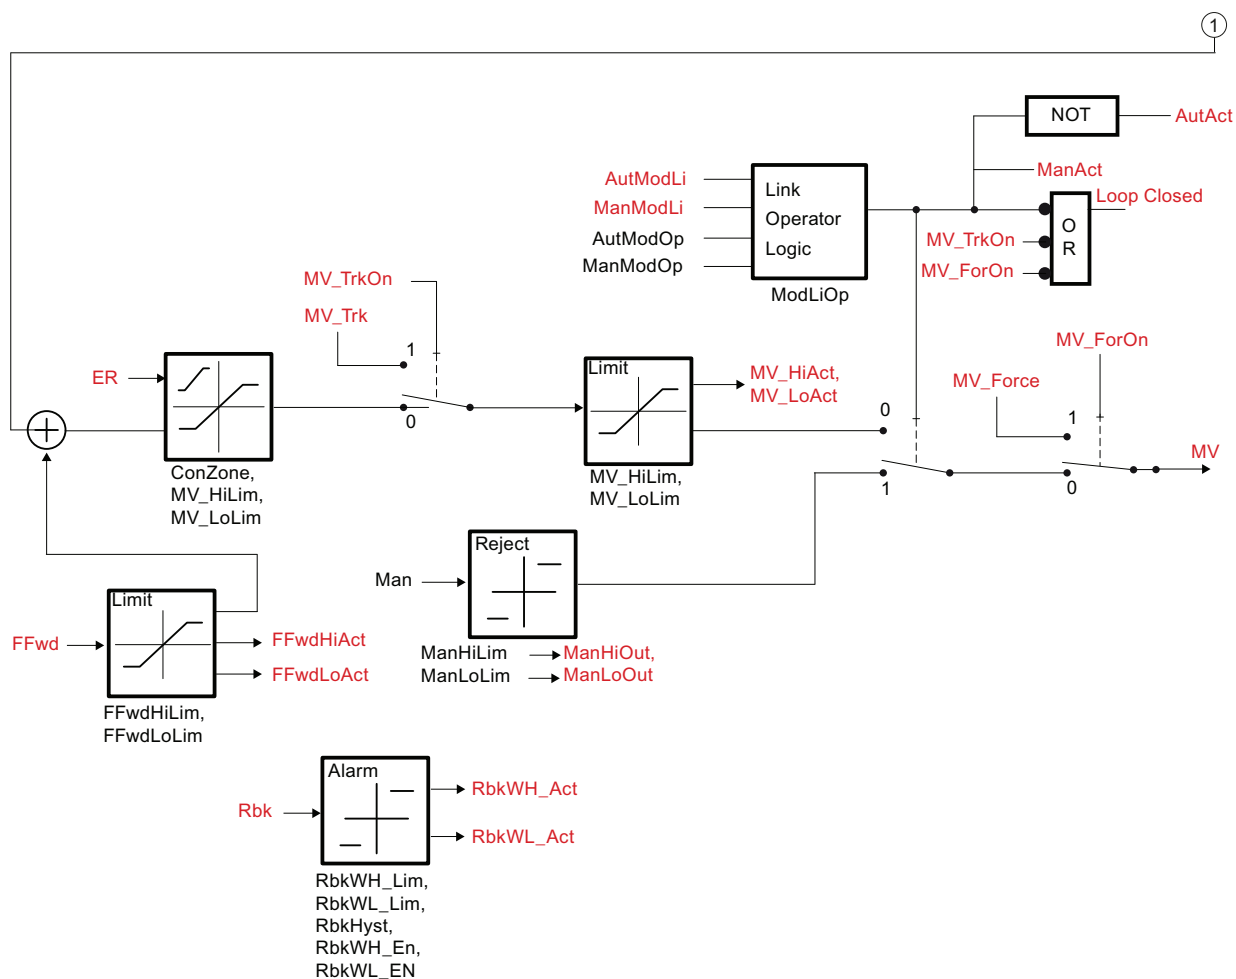 1
NOT
AutAct
ManAct
AutModLi
ManModLi
AutModOp
ManModOp
Link
Operator
Logic
ModLiOp
Loop Closed
O
R
MV_TrkOn
MV_ForOn
MV_TrkOn
MV_Trk
1
0
ER
ConZone,
MV_HiLim,
MV_LoLim
Limit
MV_HiLim,
MV_LoLim
MV_HiAct,
MV_LoAct
0
1
MV_ForOn
MV_Force
1
0
MV
Reject
Man
ManHiLim
ManHiOut,
ManLoLim
ManLoOut
Limit
FFwd
FFwdHiAct
FFwdLoAct
FFwdHiLim,
FFwdLoLim
Alarm
Rbk
RbkWH_Act
RbkWL_Act
RbkWH_Lim,
RbkWL_Lim,
RbkHyst,
RbkWH_En,
RbkWL_EN